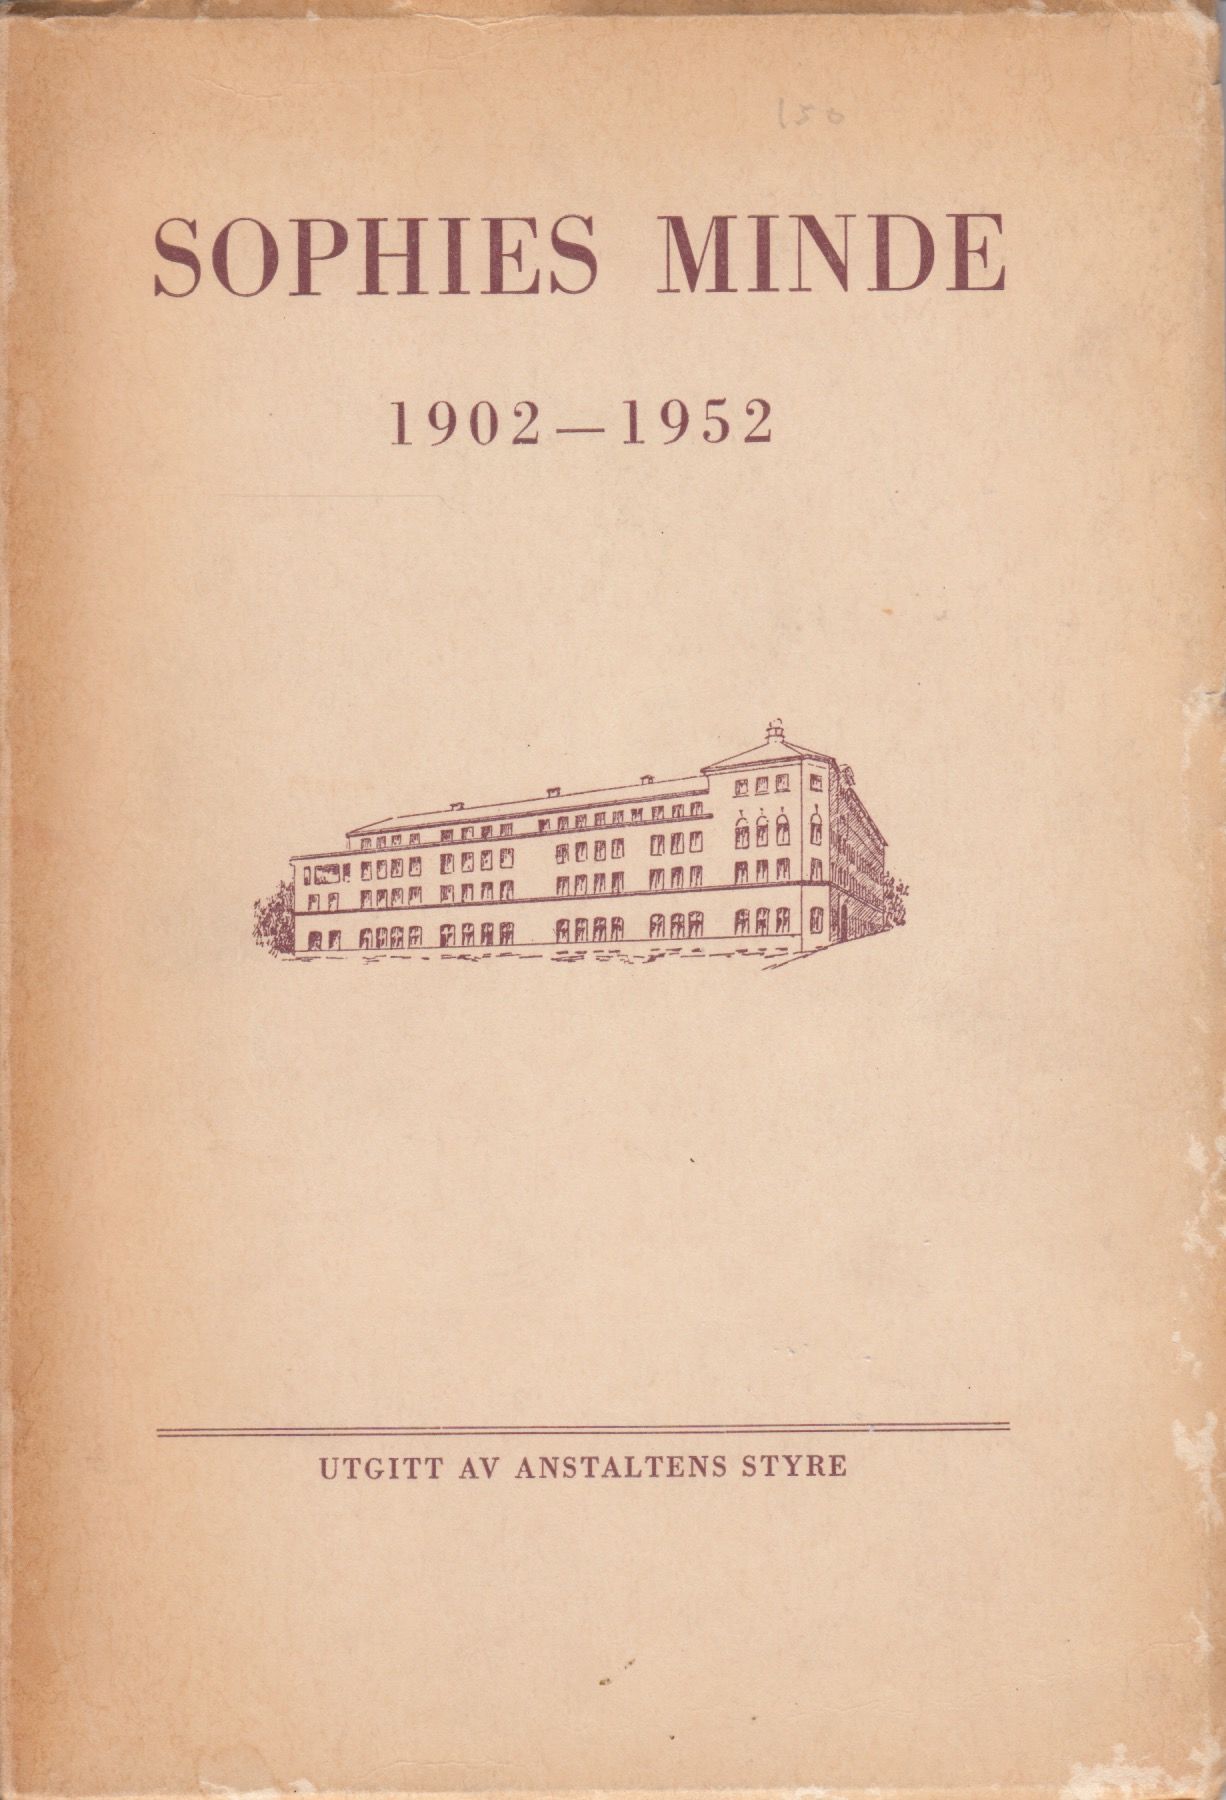 150
SOPHIES MINDE
1902—1952
UTGITT AV ANSTALTENS STYRE